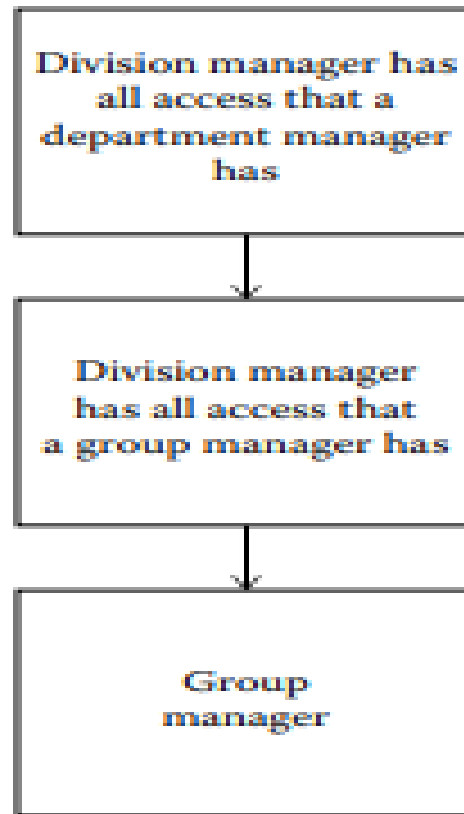 Division manager has
all access that a
department manager
has
Division manager
has all access that
a group manager has
Group
manager